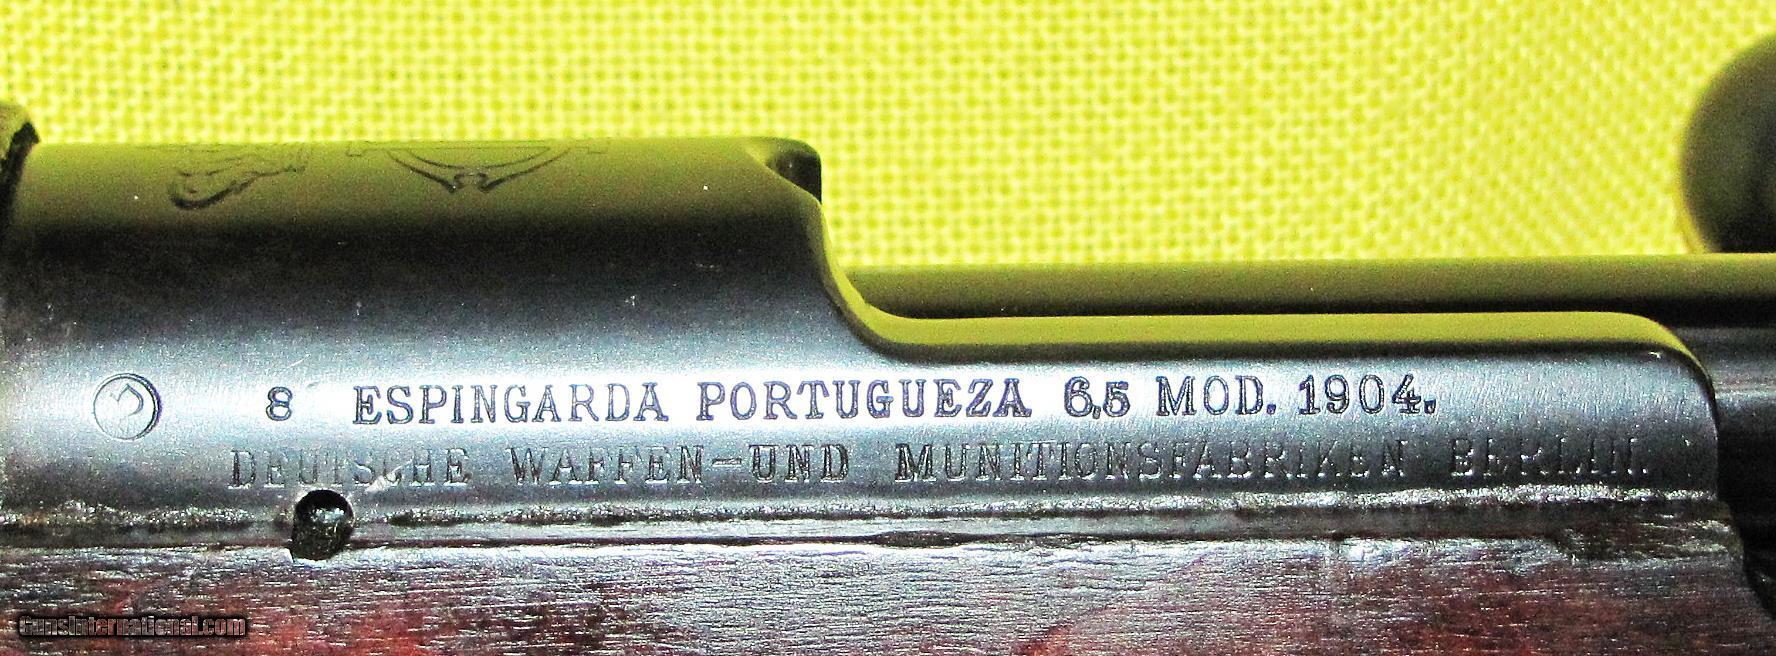 8 ESPINGARDA PORTUGUEZA 6,5 MOD. 1904.
DEUTSCHE WAFFEN-UND MUNITIONSFABRIKEN BERLIN.
GunsInternational.com